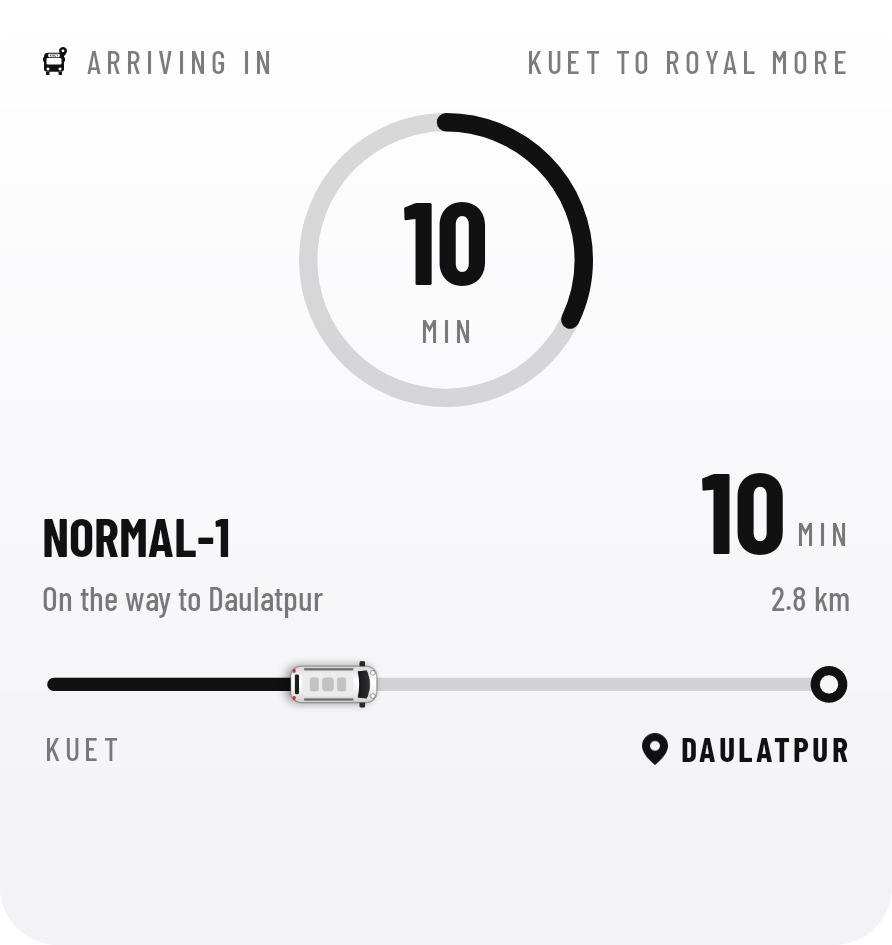 ARRIVING IN
KUET TO ROYAL MORE
10
MIN
NORMAL-1
10 MIN
On the way to Daulatpur
2.8 km
KUET
DAULATPUR